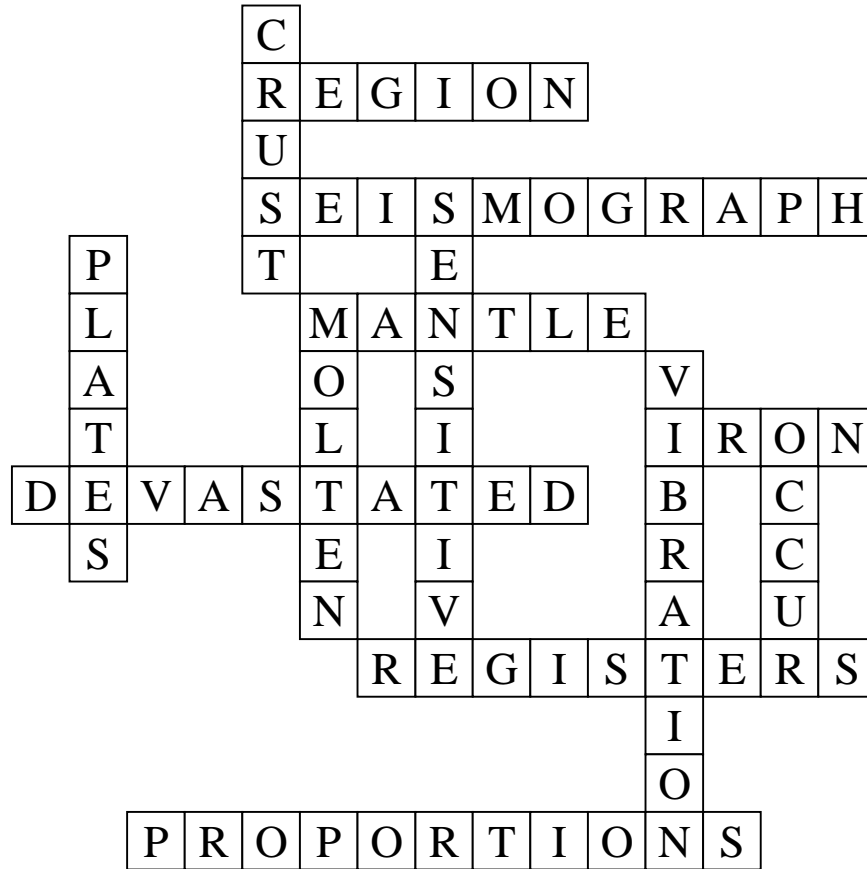 C
REGION
U
SEISMOGRAPH
P T E
L MANTLE
A O S V
T L I IRON
DEVASTATED B C
S E I R C
N V A U
REGISTERS
I
O
PROPORTIONS